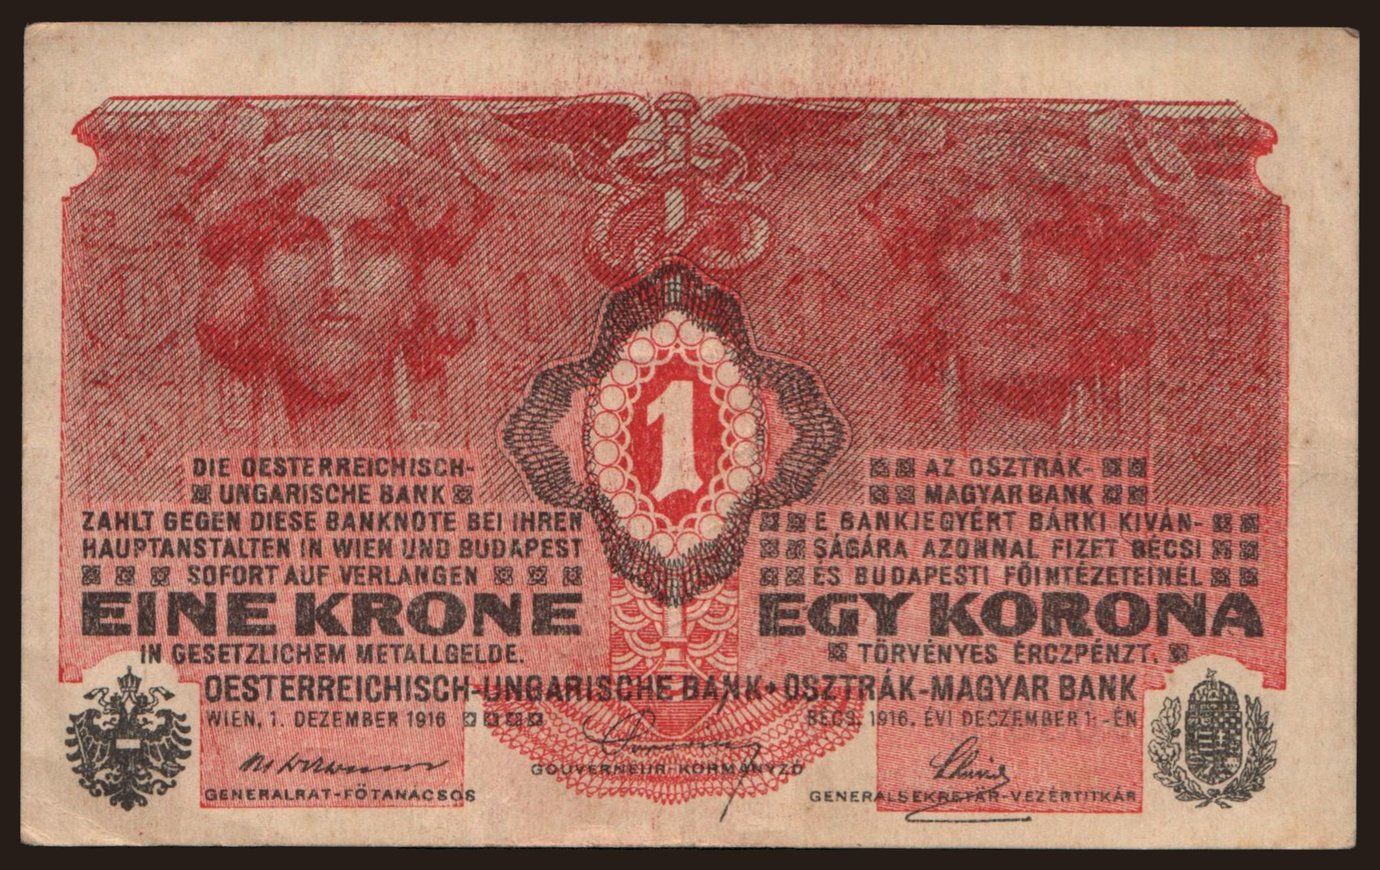 DIE OESTERREICHISCH-
UNGARISCHE BANK
ZAHLT GEGEN DIESE BANKNOTE BEI IHREN
HAUPTANSTALTEN IN WIEN UND BUDAPEST
SOFORT AUF VERLANGEN
EINE KRONE
IN GESETZLICHEM METALLGELDE.
1
AZ OSZTRÁK-
MAGYAR BANK
E BANKJEGYÉRT BÁRKI KIVÁN-
SÁGÁRA AZONNAL FIZET BÉCSI
ÉS BUDAPESTI FŐINTÉZETEINÉL
EGY KORONA
TÖRVÉNYES ÉRCZPÉNZT.
OESTERREICHISCH-UNGARISCHE BANK • OSZTRÁK-MAGYAR BANK
WIEN, 1. DEZEMBER 1916
BÉCS, 1916. ÉVI DECZEMBER 1-ÉN
GENERALRAT-FŐTANÁCSOS
GOUVERNEUR-KORMÁNYZÓ
GENERALSEKRETÄR-VEZÉRTITKÁR